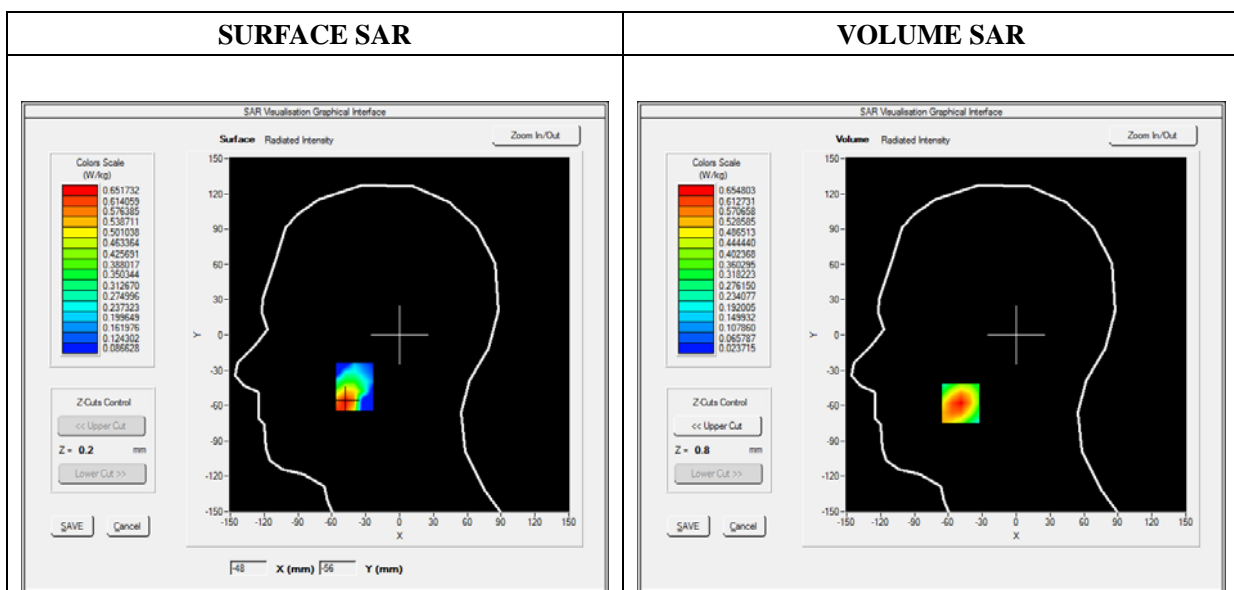 SURFACE SAR
VOLUME SAR
SAR Visualisation Graphical Interface
Surface Radiated Intensity
Zoom In/Out
Colors Scale
(W/kg)
0.651732
0.614059
0.576385
0.538711
0.501038
0.463364
0.425691
0.388017
0.350344
0.312670
0.274996
0.237323
0.199649
0.161976
0.124302
0.086628
Z-Cuts Control
<< Upper Cut
Z = 0.2 mm
Lower Cut >>
SAVE Cancel
150
120
90
60
30
0
-30
-60
-90
-120
-150
Y
-150 -120 -90 -60 -30 0 30 60 90 120 150
X
-48 X (mm) -56 Y (mm)
SAR Visualisation Graphical Interface
Volume Radiated Intensity
Zoom In/Out
Colors Scale
(W/kg)
0.654803
0.612731
0.570658
0.528585
0.486513
0.444440
0.402368
0.360295
0.318223
0.276150
0.234077
0.192005
0.149932
0.107860
0.065787
0.023715
Z-Cuts Control
<< Upper Cut
Z = 0.8 mm
Lower Cut >>
SAVE Cancel
150
120
90
60
30
0
-30
-60
-90
-120
-150
Y
-150 -120 -90 -60 -30 0 30 60 90 120 150
X